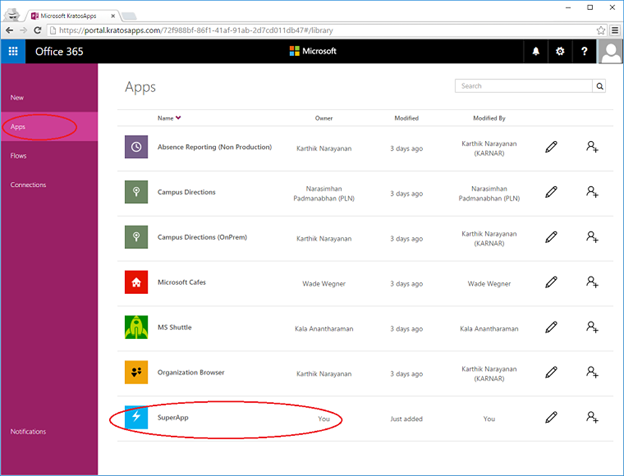 Microsoft KratosApps
https://portal.kratosapps.com/72f988bf-86f1-41af-91ab-2d7cd011db47#/library
Office 365
Microsoft
?
New
Apps
Flows
Connections
Notifications
Apps
Search
Name Owner Modified Modified By
Absence Reporting (Non Production) Karthik Narayanan 3 days ago Karthik Narayanan
(KARNAR)
Campus Directions Narasimhan
Padmanabhan (PLN) 3 days ago Narasimhan
Padmanabhan (PLN)
Campus Directions (OnPrem) Karthik Narayanan 3 days ago Karthik Narayanan
(KARNAR)
Microsoft Cafes Wade Wegner 3 days ago Wade Wegner
MS Shuttle Kala Anantharaman 3 days ago Kala Anantharaman
Organization Browser Karthik Narayanan 3 days ago Karthik Narayanan
(KARNAR)
SuperApp You Just added You